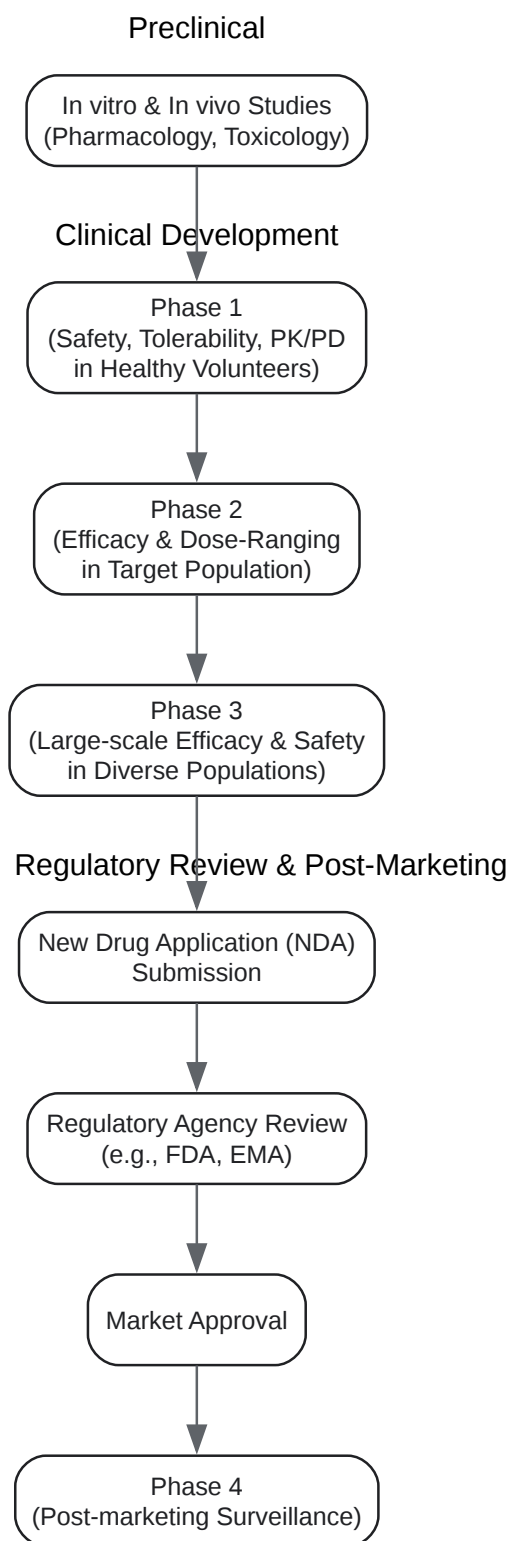 Preclinical
In vitro & In vivo Studies
(Pharmacology, Toxicology)
Clinical Development
Phase 1
(Safety, Tolerability, PK/PD
in Healthy Volunteers)
Phase 2
(Efficacy & Dose-Ranging
in Target Population)
Phase 3
(Large-scale Efficacy & Safety
in Diverse Populations)
Regulatory Review & Post-Marketing
New Drug Application (NDA)
Submission
Regulatory Agency Review
(e.g., FDA, EMA)
Market Approval
Phase 4
(Post-marketing Surveillance)